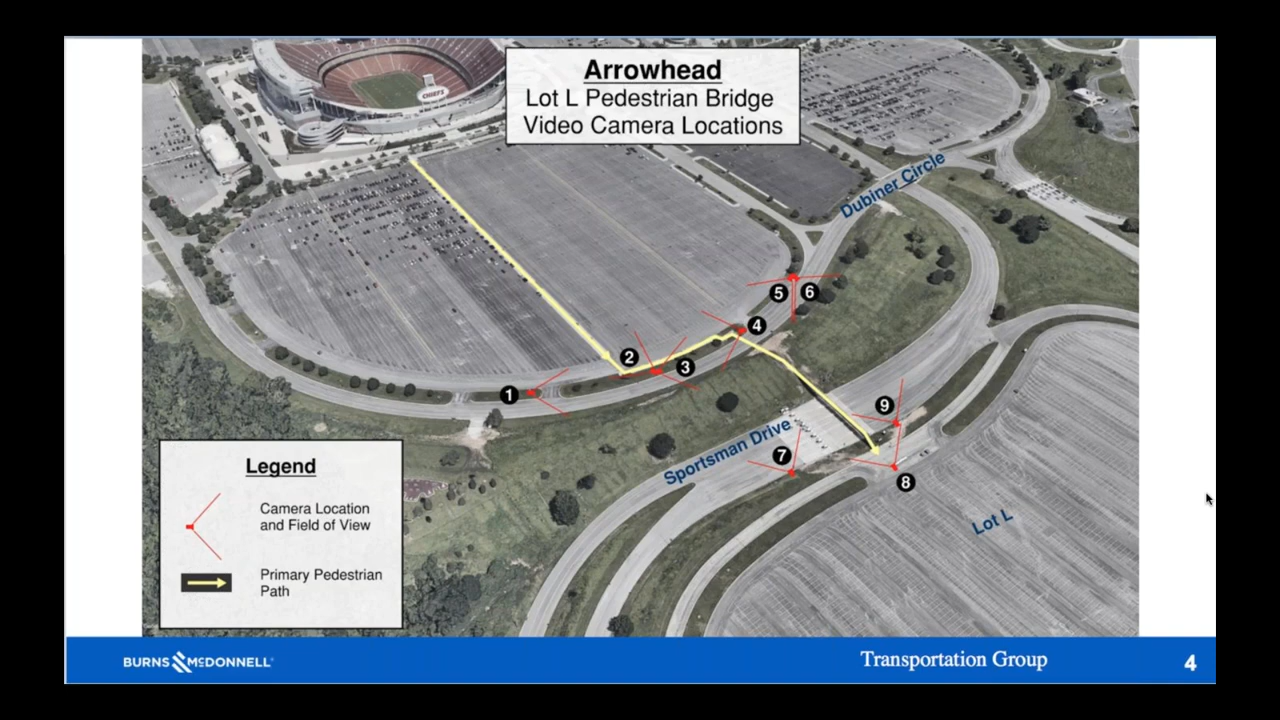 Arrowhead
Lot L Pedestrian Bridge
Video Camera Locations
CHIEFS
Dubiner Circle
5
6
4
2
3
1
9
Sportsman Drive
7
8
Lot L
Legend
Camera Location
and Field of View
Primary Pedestrian
Path
BURNS McDONNELL
Transportation Group
4